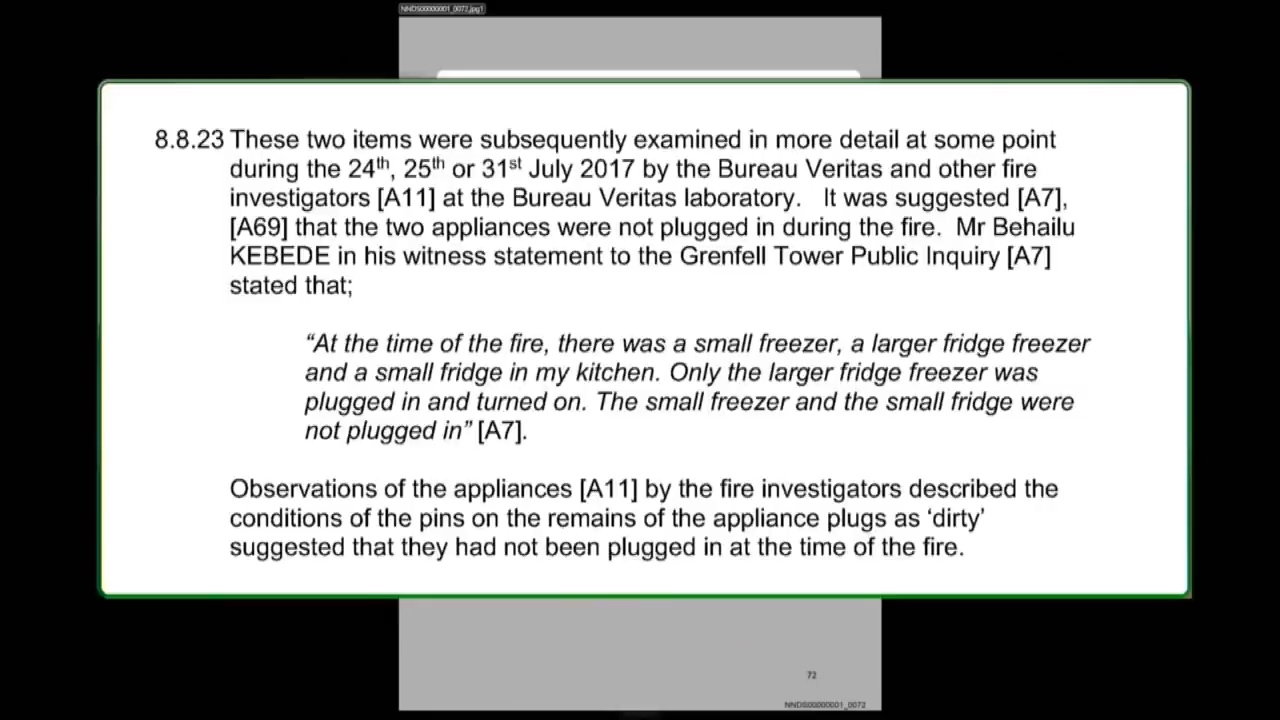 NNDS00000001_0072.jpg1
8.8.23 These two items were subsequently examined in more detail at some point
during the 24th, 25th or 31st July 2017 by the Bureau Veritas and other fire
investigators [A11] at the Bureau Veritas laboratory. It was suggested [A7],
[A69] that the two appliances were not plugged in during the fire. Mr Behailu
KEBEDE in his witness statement to the Grenfell Tower Public Inquiry [A7]
stated that;
“At the time of the fire, there was a small freezer, a larger fridge freezer
and a small fridge in my kitchen. Only the larger fridge freezer was
plugged in and turned on. The small freezer and the small fridge were
not plugged in” [A7].
Observations of the appliances [A11] by the fire investigators described the
conditions of the pins on the remains of the appliance plugs as ‘dirty’
suggested that they had not been plugged in at the time of the fire.
72
NNDS00000001_0072